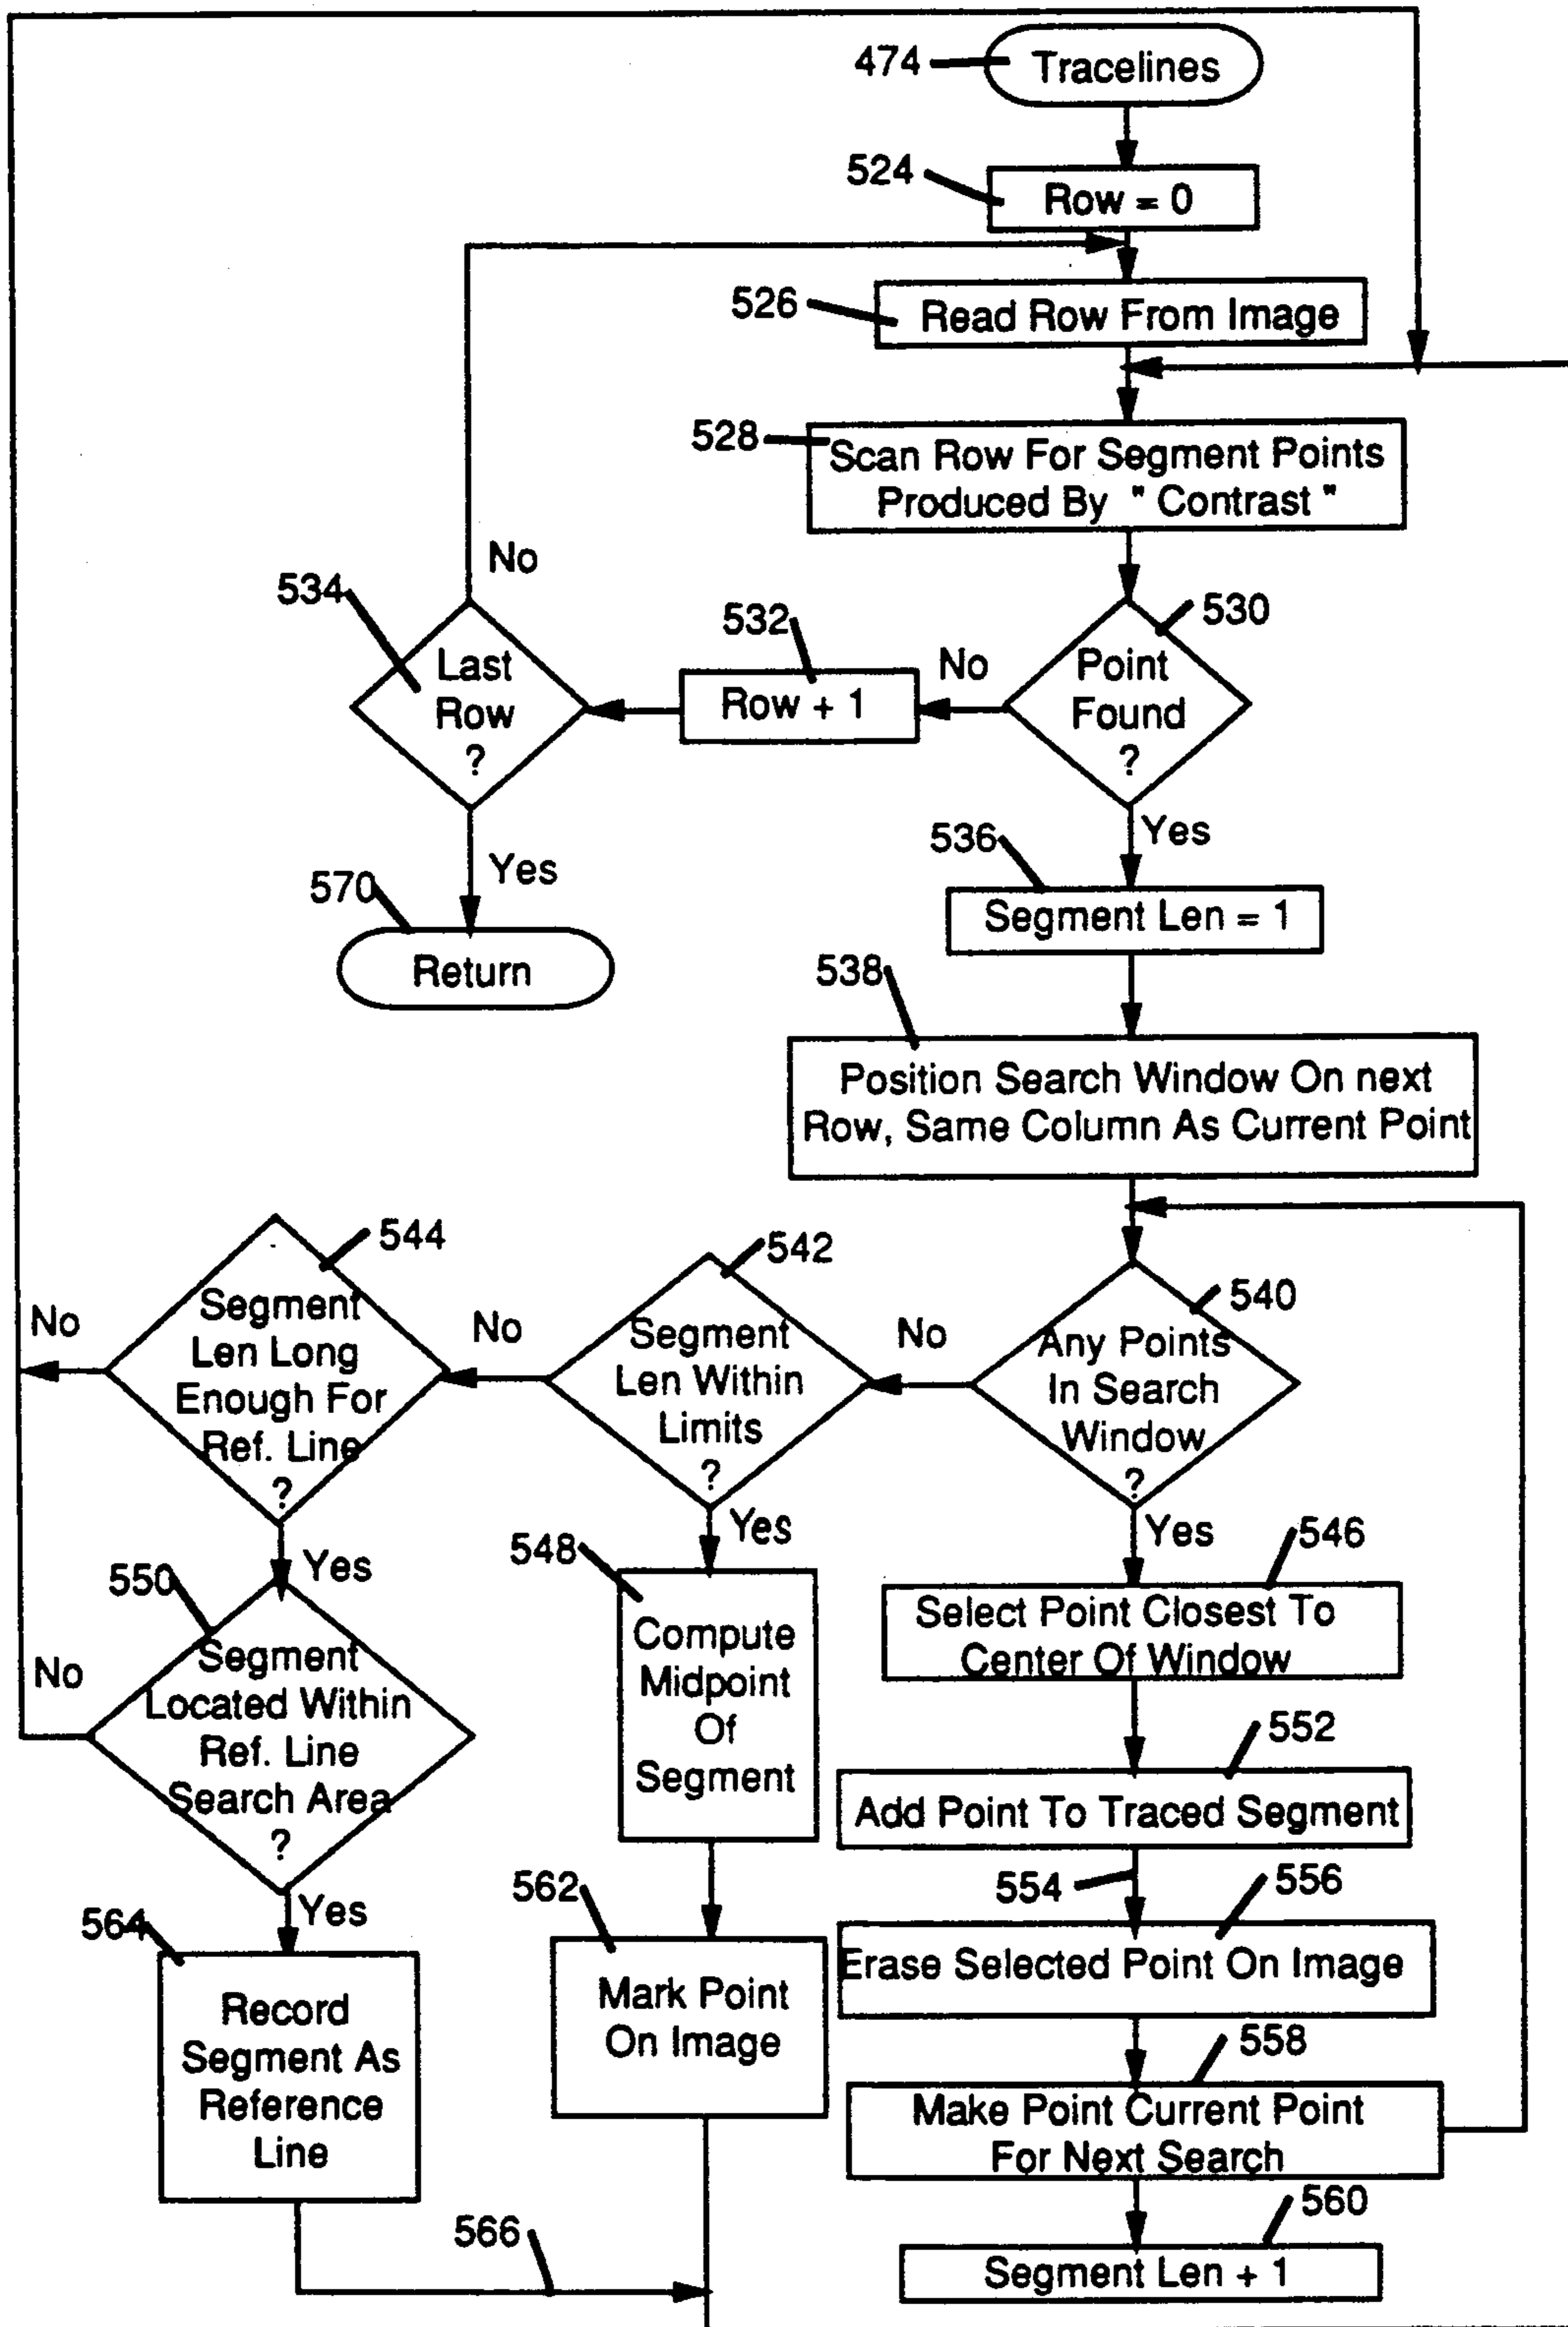 474
Tracelines
524
Row = 0
526
Read Row From Image
528
Scan Row For Segment Points
Produced By " Contrast "
No
534
Last
Row
?
532
Row + 1
No
530
Point
Found
?
Yes
570
Return
Yes
536
Segment Len = 1
538
Position Search Window On next
Row, Same Column As Current Point
544
No
Segment
Len Long
Enough For
Ref. Line
?
No
542
Segment
Len Within
Limits
?
No
540
Any Points
In Search
Window
?
Yes
550
No
Segment
Located Within
Ref. Line
Search Area
?
Yes
548
Compute
Midpoint
Of
Segment
Yes
546
Select Point Closest To
Center Of Window
552
Add Point To Traced Segment
554
556
Erase Selected Point On Image
558
Make Point Current Point
For Next Search
560
Segment Len + 1
Yes
564
Record
Segment As
Reference
Line
562
Mark Point
On Image
566